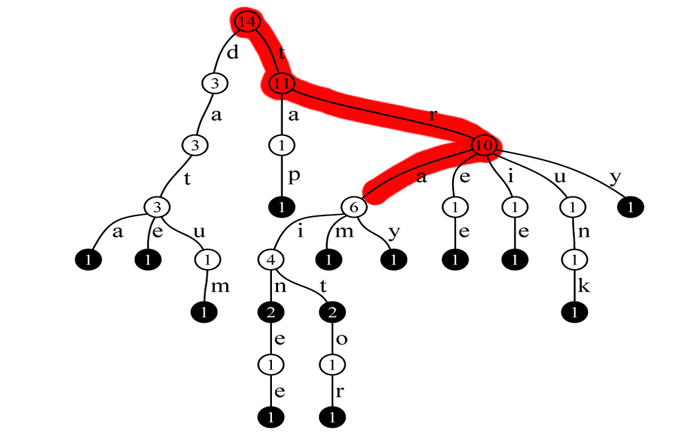 14
d t
3 11
a a r
3 1 10
t p a e i u y
3 1 6 1 1 1 1
a e u i m y e e n
1 1 1 4 1 1 1 1 1
m n t k
1 2 2 1
e o
1 1
e r
1 1